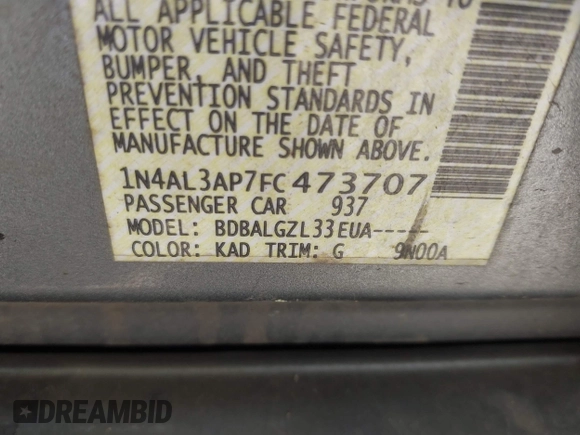 ALL APPLICABLE FEDERAL
MOTOR VEHICLE SAFETY,
BUMPER, AND THEFT
PREVENTION STANDARDS IN
EFFECT ON THE DATE OF
MANUFACTURE SHOWN ABOVE.
1N4AL3AP7FC473707
PASSENGER CAR 937
MODEL: BDBALGZL33EUA-----
COLOR: KAD TRIM: G 9N00A
DREAMBID